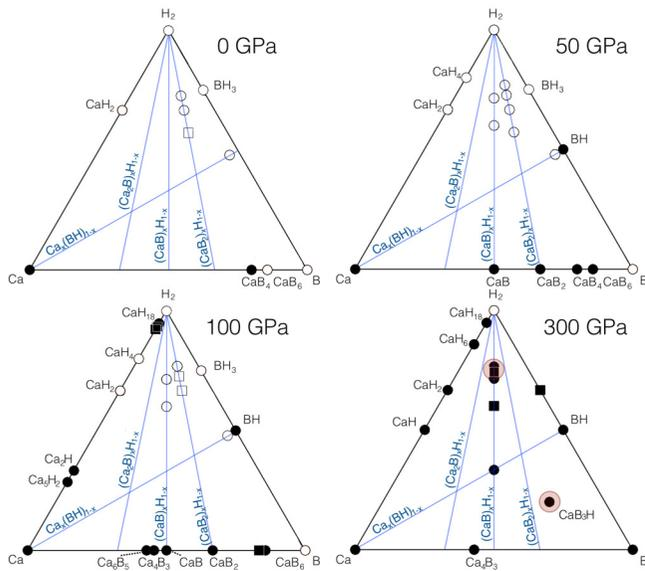 H₂
0 GPa
CaH₂
BH₃
(Ca₂B)ₓH₁₋ₓ
(CaB)ₓH₁₋ₓ
(CaB₂)ₓH₁₋ₓ
Caₓ(BH)₁₋ₓ
Ca
CaB₄
CaB₆
B
H₂
50 GPa
CaH₄
CaH₂
BH₃
BH
(Ca₂B)ₓH₁₋ₓ
(CaB)ₓH₁₋ₓ
(CaB₂)ₓH₁₋ₓ
Caₓ(BH)₁₋ₓ
Ca
CaB
CaB₂
CaB₄
CaB₆
B
H₂
100 GPa
CaH₁₈
CaH₄
CaH₂
BH₃
BH
Ca₂H
Ca₅H₂
(Ca₂B)ₓH₁₋ₓ
(CaB)ₓH₁₋ₓ
(CaB₂)ₓH₁₋ₓ
Caₓ(BH)₁₋ₓ
Ca
Ca₆B₅
Ca₄B₃
CaB
CaB₂
CaB₆
B
H₂
300 GPa
CaH₁₈
CaH₆
CaH₂
CaH
BH
(Ca₂B)ₓH₁₋ₓ
(CaB)ₓH₁₋ₓ
(CaB₂)ₓH₁₋ₓ
Caₓ(BH)₁₋ₓ
CaB₃H
Ca
Ca₄B₃
B